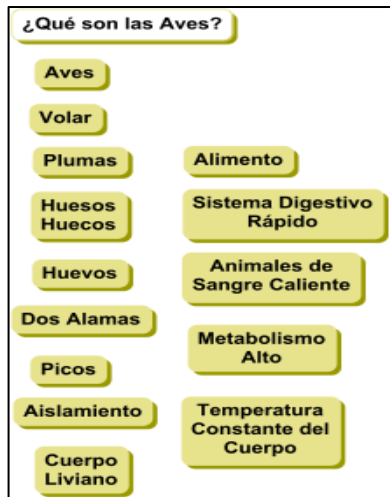 ¿Qué son las Aves?
Aves
Volar
Plumas
Huesos
Huecos
Huevos
Dos Alamas
Picos
Aislamiento
Cuerpo
Liviano
Alimento
Sistema Digestivo
Rápido
Animales de
Sangre Caliente
Metabolismo
Alto
Temperatura
Constante del
Cuerpo